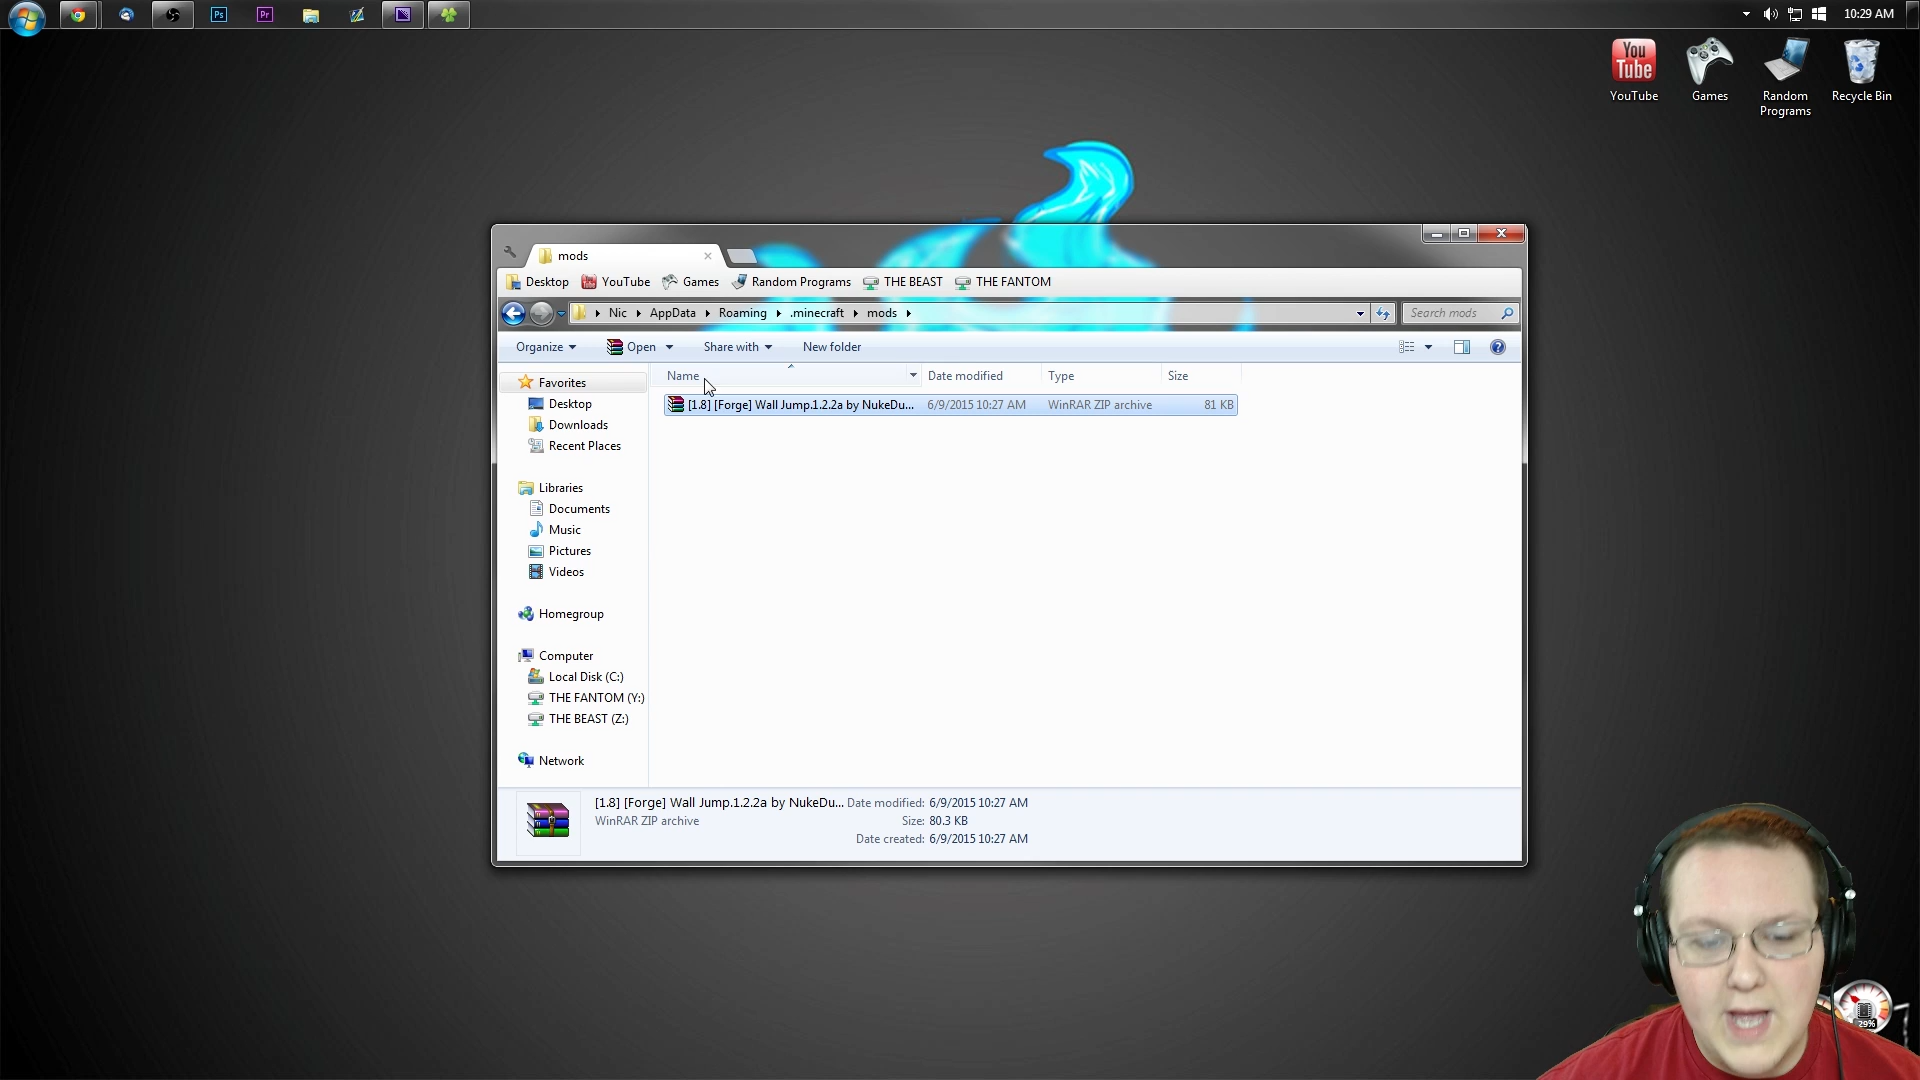 Ps Pr 10:29 AM
You Tube
YouTube Games Random Programs Recycle Bin
mods
Desktop YouTube Games Random Programs THE BEAST THE FANTOM
Nic AppData Roaming .minecraft mods Search mods
Organize Open Share with New folder
Name Date modified Type Size
[1.8] [Forge] Wall Jump.1.2.2a by NukeDu... 6/9/2015 10:27 AM WinRAR ZIP archive 81 KB
Favorites
Desktop
Downloads
Recent Places
Libraries
Documents
Music
Pictures
Videos
Homegroup
Computer
Local Disk (C:)
THE FANTOM (Y:)
THE BEAST (Z:)
Network
[1.8] [Forge] Wall Jump.1.2.2a by NukeDu... Date modified: 6/9/2015 10:27 AM
WinRAR ZIP archive Size: 80.3 KB
Date created: 6/9/2015 10:27 AM
29%